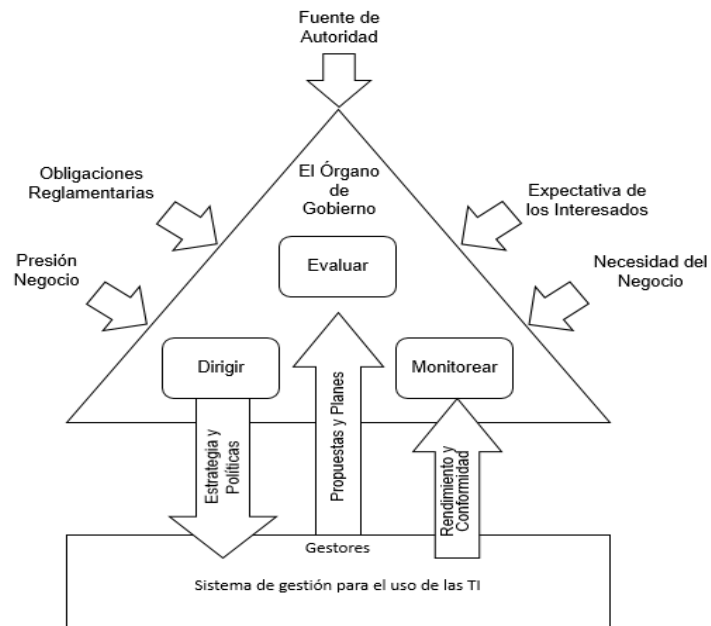 Fuente de
Autoridad
Obligaciones
Reglamentarias
El Órgano
de
Gobierno
Expectativa de
los Interesados
Presión
Negocio
Evaluar
Necesidad del
Negocio
Dirigir
Monitorear
Estrategia y
Políticas
Propuestas y Planes
Rendimiento y
Conformidad
Gestores
Sistema de gestión para el uso de las TI